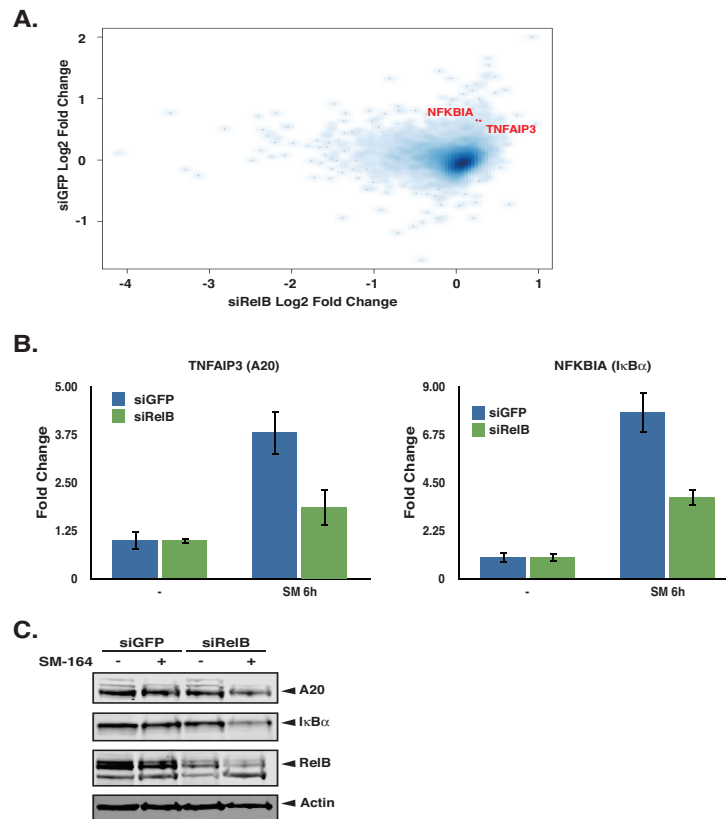 A.
siGFP Log2 Fold Change
2
1
0
-1
NFKBIA
TNFAIP3
-4 -3 -2 -1 0 1
siRelB Log2 Fold Change
B.
TNFAIP3 (A20)
Fold Change
5.00
3.75
2.50
1.25
0
siGFP
siRelB
- SM 6h
NFKBIA (IκBα)
Fold Change
9.00
6.75
4.50
2.25
0
siGFP
siRelB
- SM 6h
C.
siGFP siRelB
SM-164 - + - +
A20
IκBα
RelB
Actin